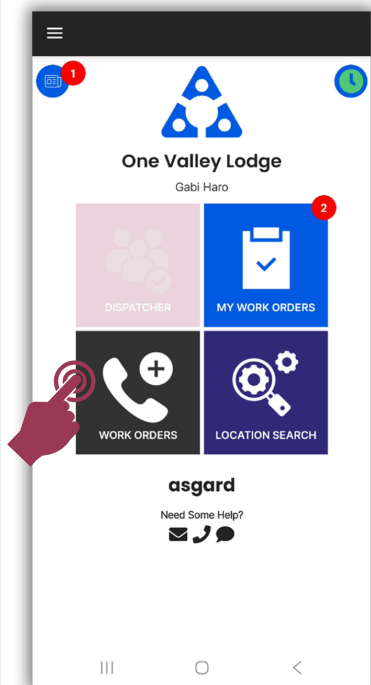 1
One Valley Lodge
Gabi Haro
2
DISPATCHER
MY WORK ORDERS
WORK ORDERS
LOCATION SEARCH
asgard
Need Some Help?